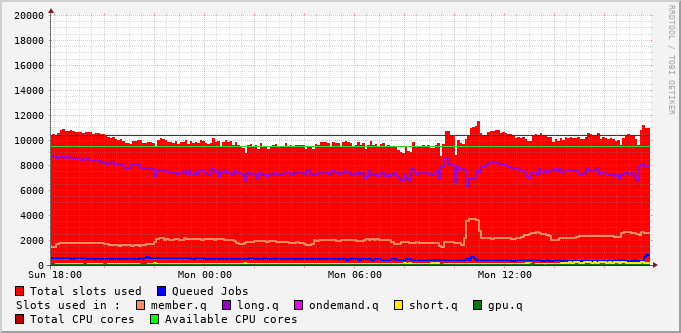 20000
18000
16000
14000
12000
10000
8000
6000
4000
2000
0
Sun 18:00 Mon 00:00 Mon 06:00 Mon 12:00
RRDTOOL / TOBI OETIKER
Total slots used Queued Jobs
Slots used in : member.q long.q ondemand.q short.q gpu.q
Total CPU cores Available CPU cores